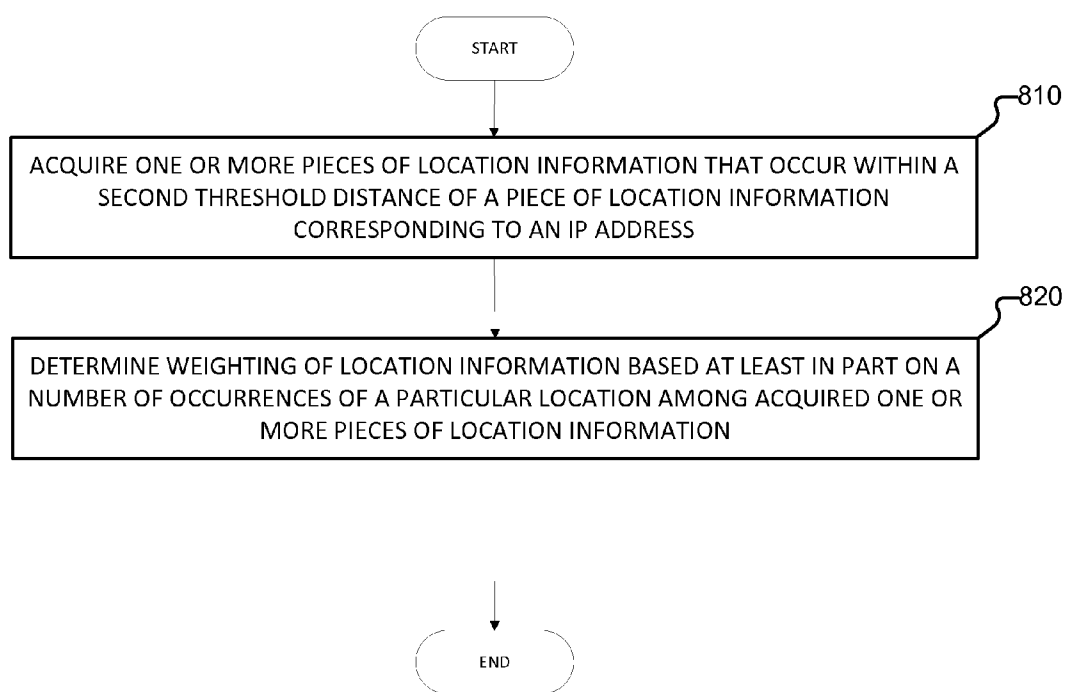 START
810
ACQUIRE ONE OR MORE PIECES OF LOCATION INFORMATION THAT OCCUR WITHIN A
SECOND THRESHOLD DISTANCE OF A PIECE OF LOCATION INFORMATION
CORRESPONDING TO AN IP ADDRESS
820
DETERMINE WEIGHTING OF LOCATION INFORMATION BASED AT LEAST IN PART ON A
NUMBER OF OCCURRENCES OF A PARTICULAR LOCATION AMONG ACQUIRED ONE OR
MORE PIECES OF LOCATION INFORMATION
END